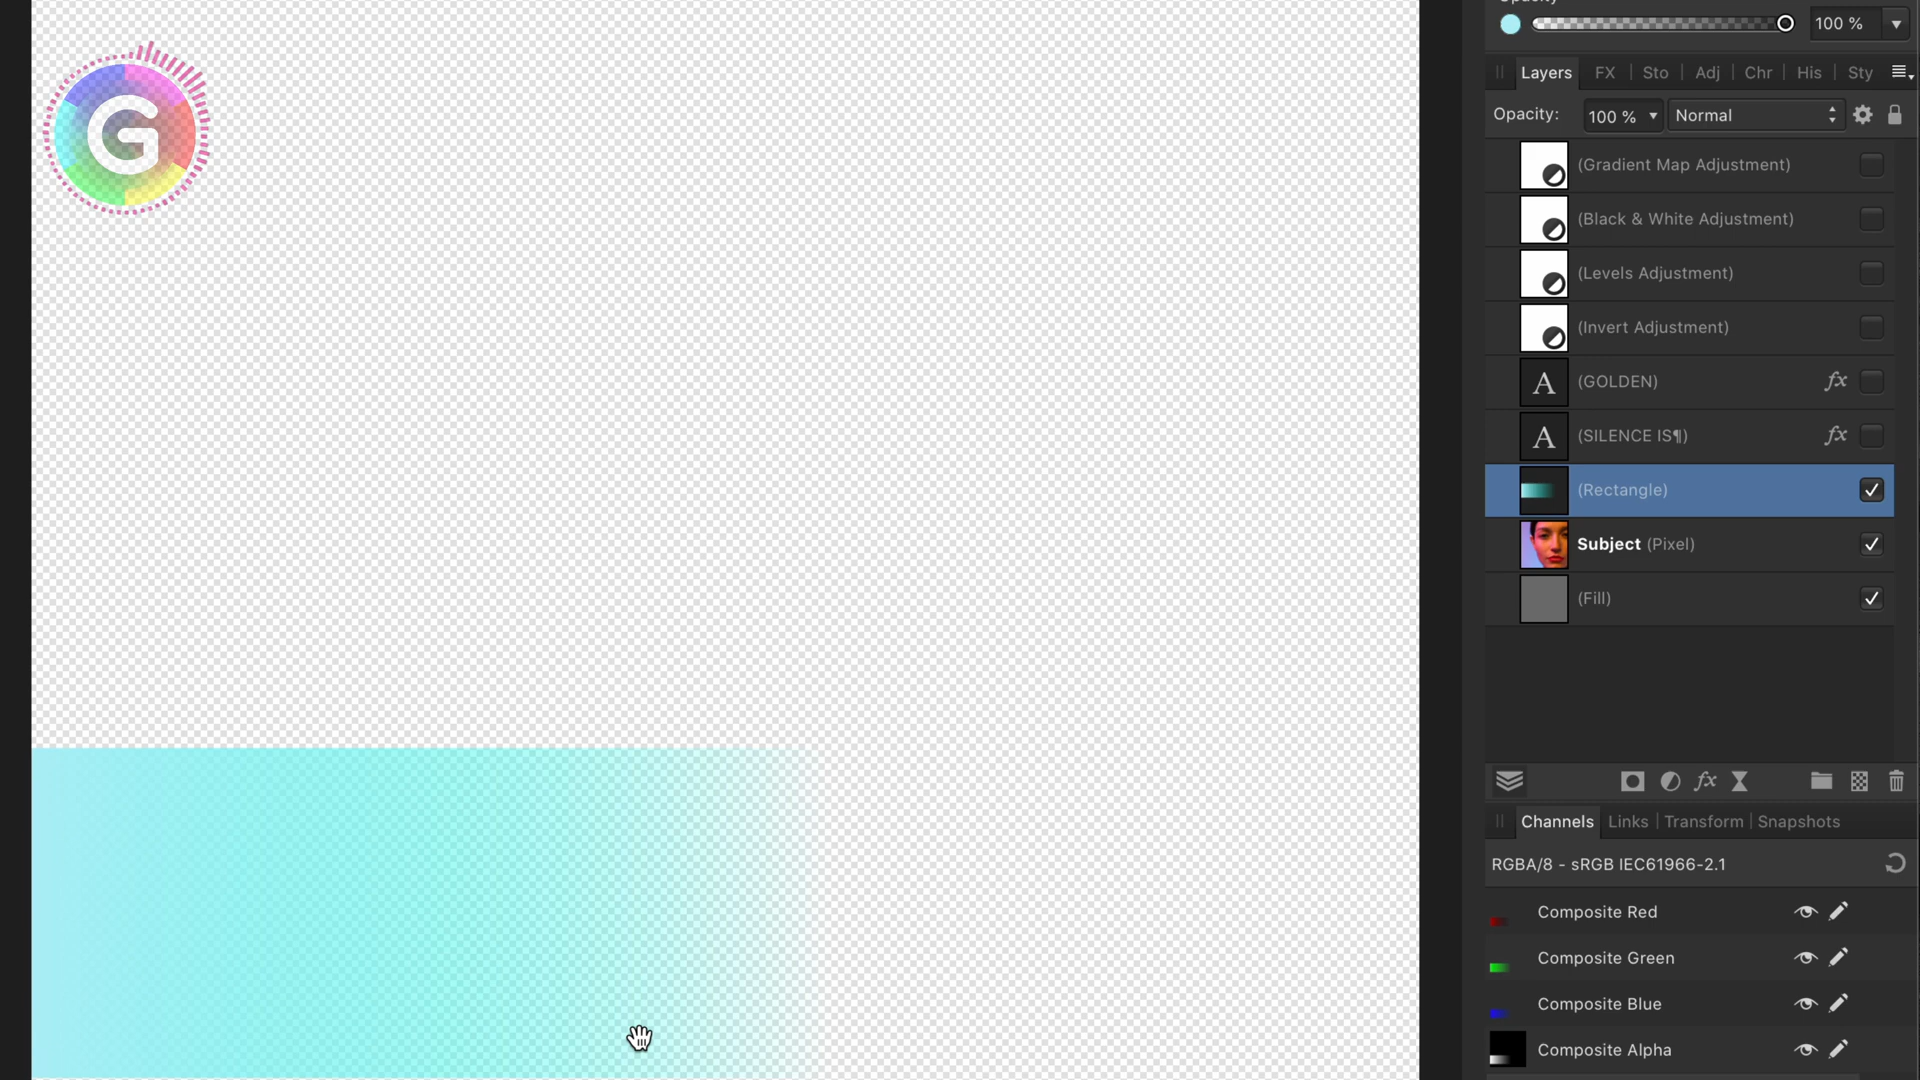 100 %
Layers FX Sto Adj Chr His Sty
Opacity: 100 % Normal
(Gradient Map Adjustment)
(Black & White Adjustment)
(Levels Adjustment)
(Invert Adjustment)
A (GOLDEN) fx
A (SILENCE IS¶) fx
(Rectangle)
Subject (Pixel)
(Fill)
fx
Channels Links Transform Snapshots
RGBA/8 - sRGB IEC61966-2.1
Composite Red
Composite Green
Composite Blue
Composite Alpha
G